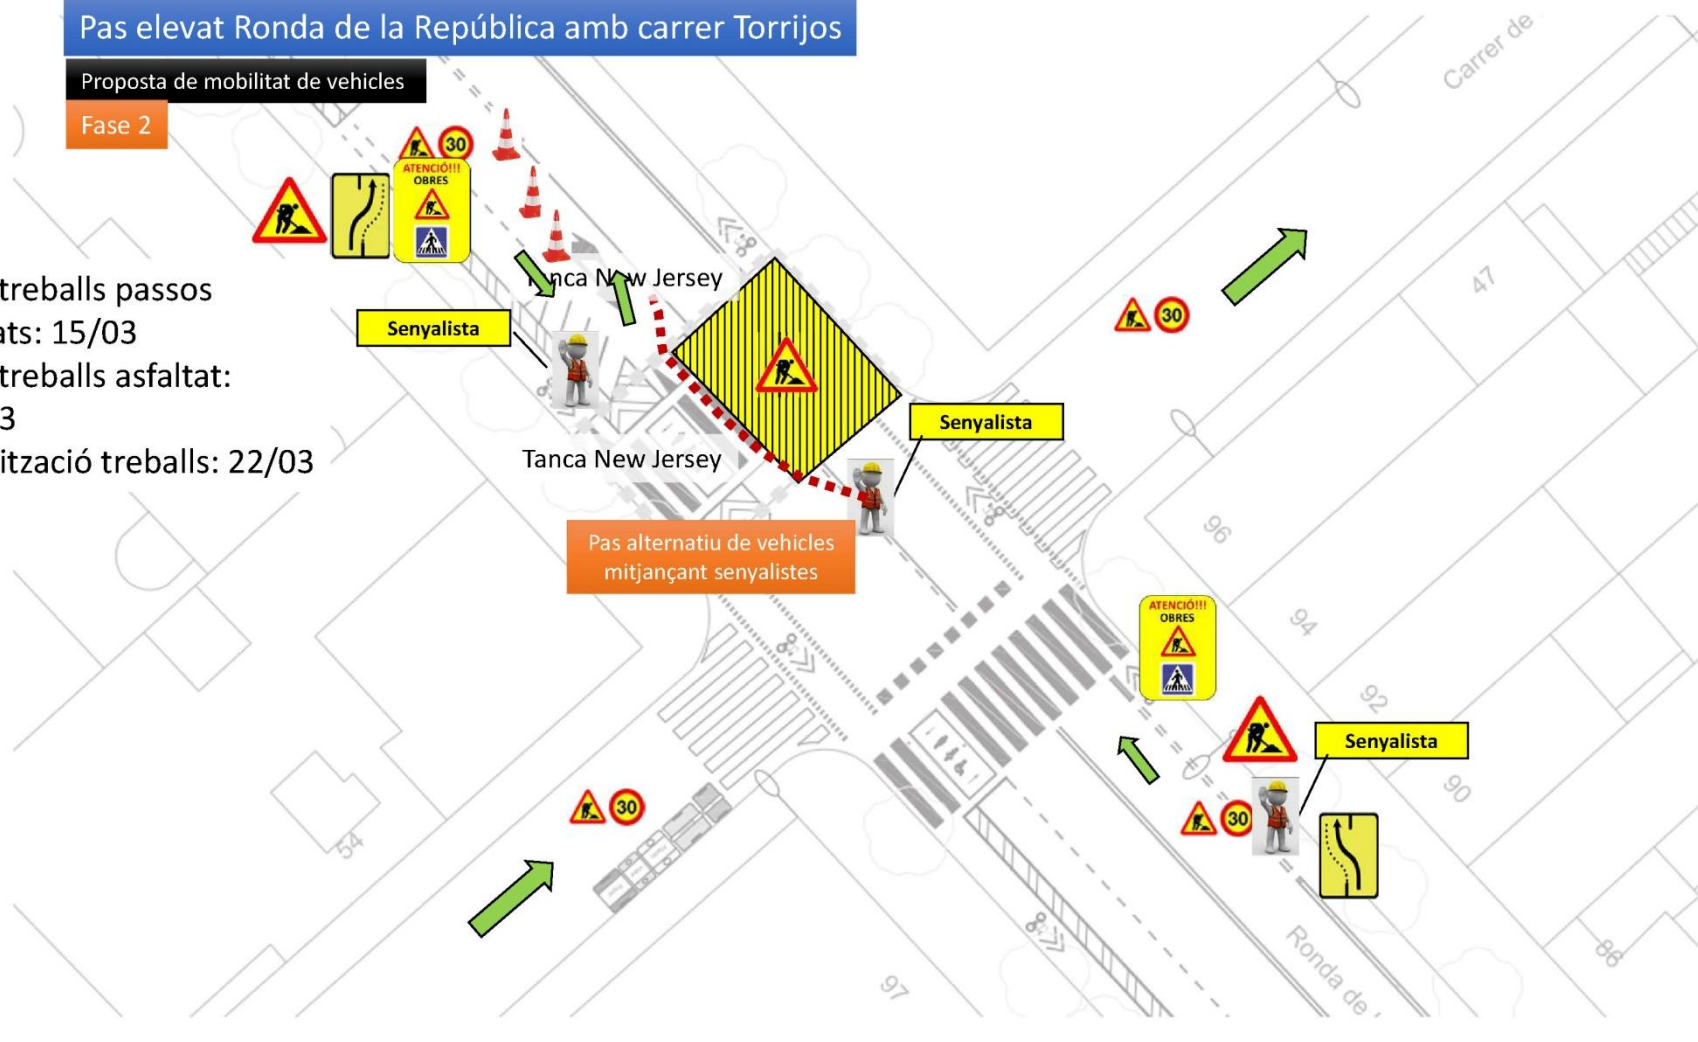 Pas elevat Ronda de la República amb carrer Torrijos
Proposta de mobilitat de vehicles
Fase 2
Carrer de
30
ATENCIÓ!!!
OBRES
New Jersey
47
treballs passos
ats: 15/03
treballs asfaltat:
3
ització treballs: 22/03
Senyalista
30
Senyalista
Tanca New Jersey
96
Pas alternatiu de vehicles
mitjançant senyalistes
ATENCIÓ!!!
OBRES
94
92
Senyalista
90
30
30
54
86
97
Ronda de